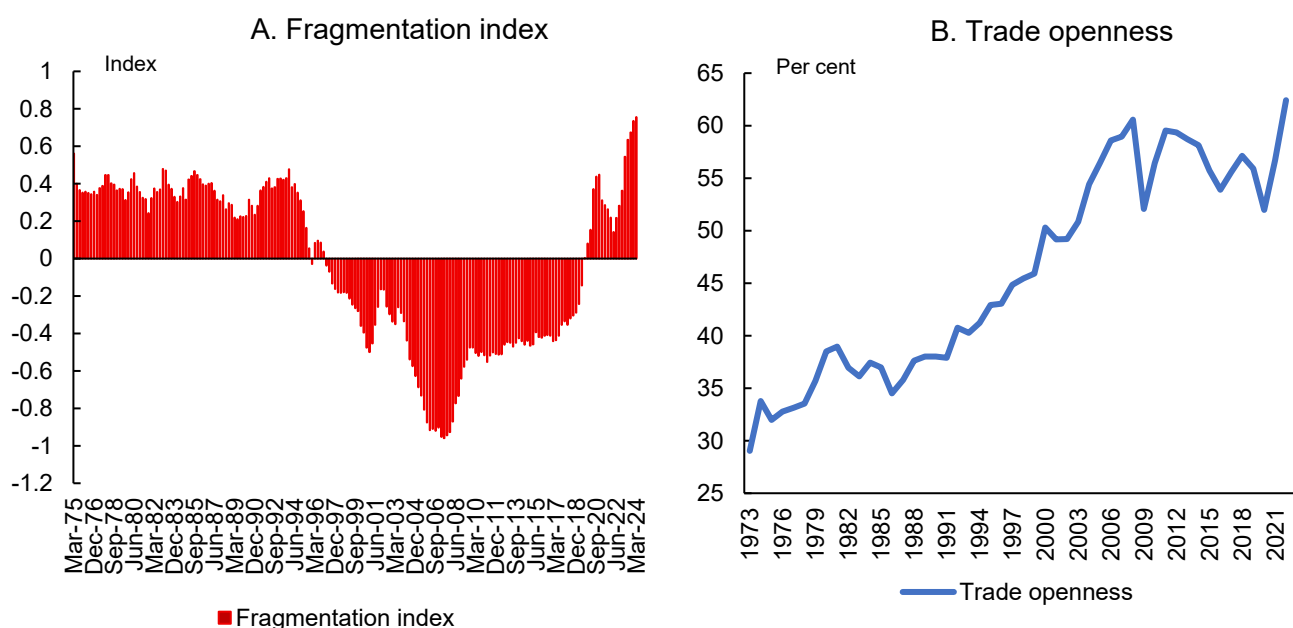 A. Fragmentation index
Index
1
0.8
0.6
0.4
0.2
0
-0.2
-0.4
-0.6
-0.8
-1
-1.2
Mar-75
Dec-76
Sep-78
Jun-80
Mar-82
Dec-83
Sep-85
Jun-87
Mar-89
Dec-90
Sep-92
Jun-94
Mar-96
Dec-97
Sep-99
Jun-01
Mar-03
Dec-04
Sep-06
Jun-08
Mar-10
Dec-11
Sep-13
Jun-15
Mar-17
Dec-18
Sep-20
Jun-22
Mar-24
Fragmentation index
B. Trade openness
Per cent
65
60
55
50
45
40
35
30
25
1973
1976
1979
1982
1985
1988
1991
1994
1997
2000
2003
2006
2009
2012
2015
2018
2021
Trade openness